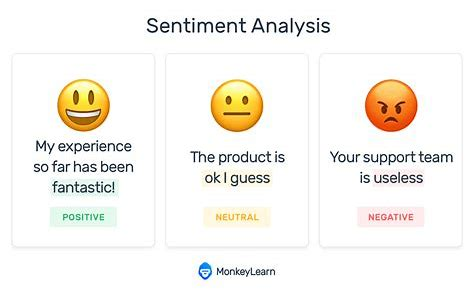 Sentiment Analysis
My experience
so far has been
fantastic!
POSITIVE
The product is
ok I guess
NEUTRAL
Your support team
is useless
NEGATIVE
MonkeyLearn